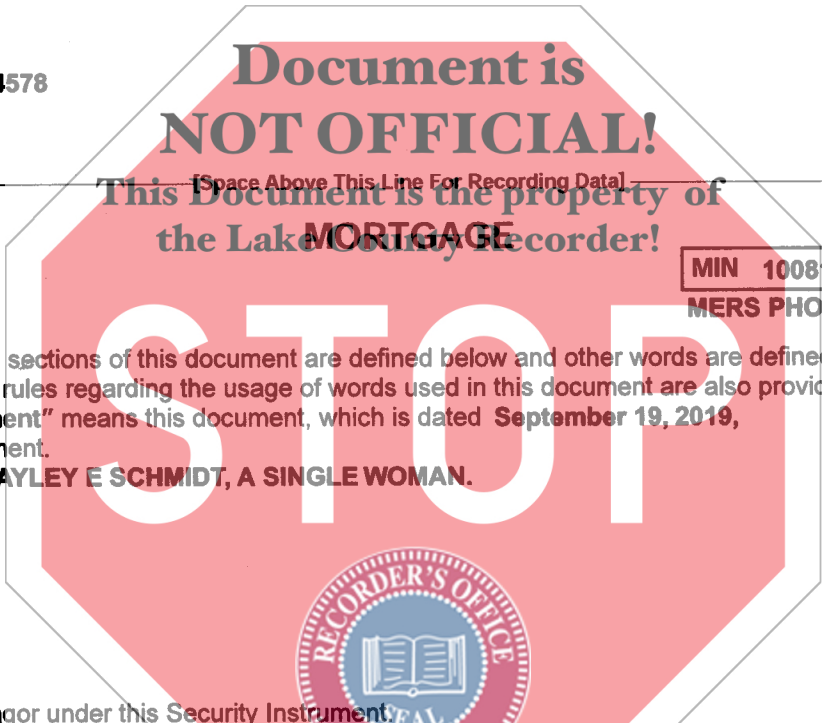 Document is
4578
NOT OFFICIAL!
[Space Above This Line For Recording Data]
This Document is the property of
MORTGAGE
the Lake County Recorder!
MIN 1008
MERS PHO
STOP
sections of this document are defined below and other words are define
rules regarding the usage of words used in this document are also provid
ent" means this document, which is dated September 19, 2019,
ent.
AYLEY E SCHMIDT, A SINGLE WOMAN.
RECORDER'S OFFICE
SEAL
gor under this Security Instrument.